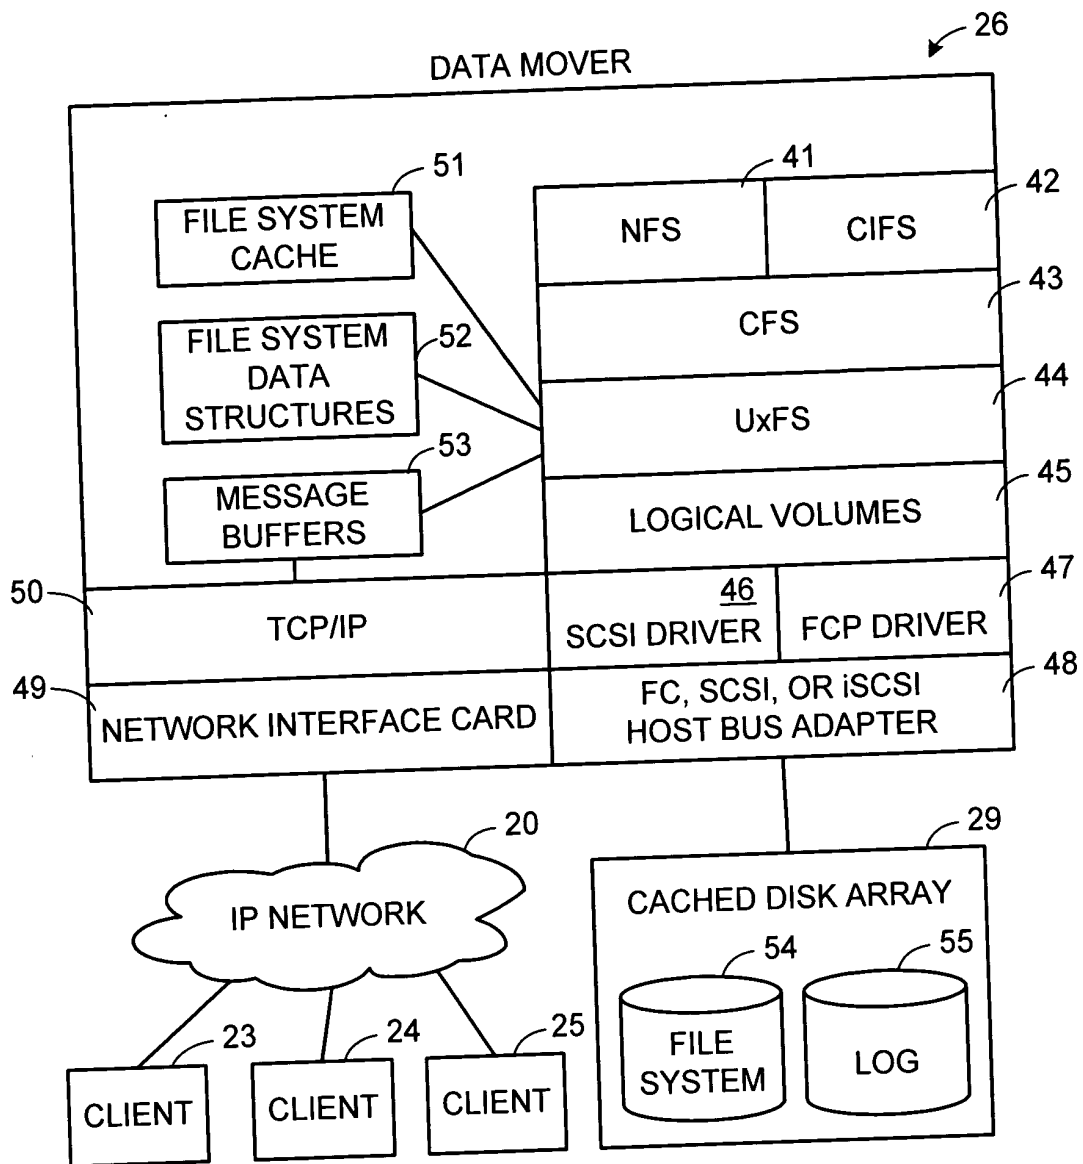 26
DATA MOVER
51
FILE SYSTEM
CACHE
41
NFS
42
CIFS
43
CFS
52
FILE SYSTEM
DATA
STRUCTURES
44
UxFS
53
MESSAGE
BUFFERS
45
LOGICAL VOLUMES
50
TCP/IP
46
SCSI DRIVER
47
FCP DRIVER
49
NETWORK INTERFACE CARD
48
FC, SCSI, OR iSCSI
HOST BUS ADAPTER
20
IP NETWORK
29
CACHED DISK ARRAY
54
FILE
SYSTEM
55
LOG
23
CLIENT
24
CLIENT
25
CLIENT